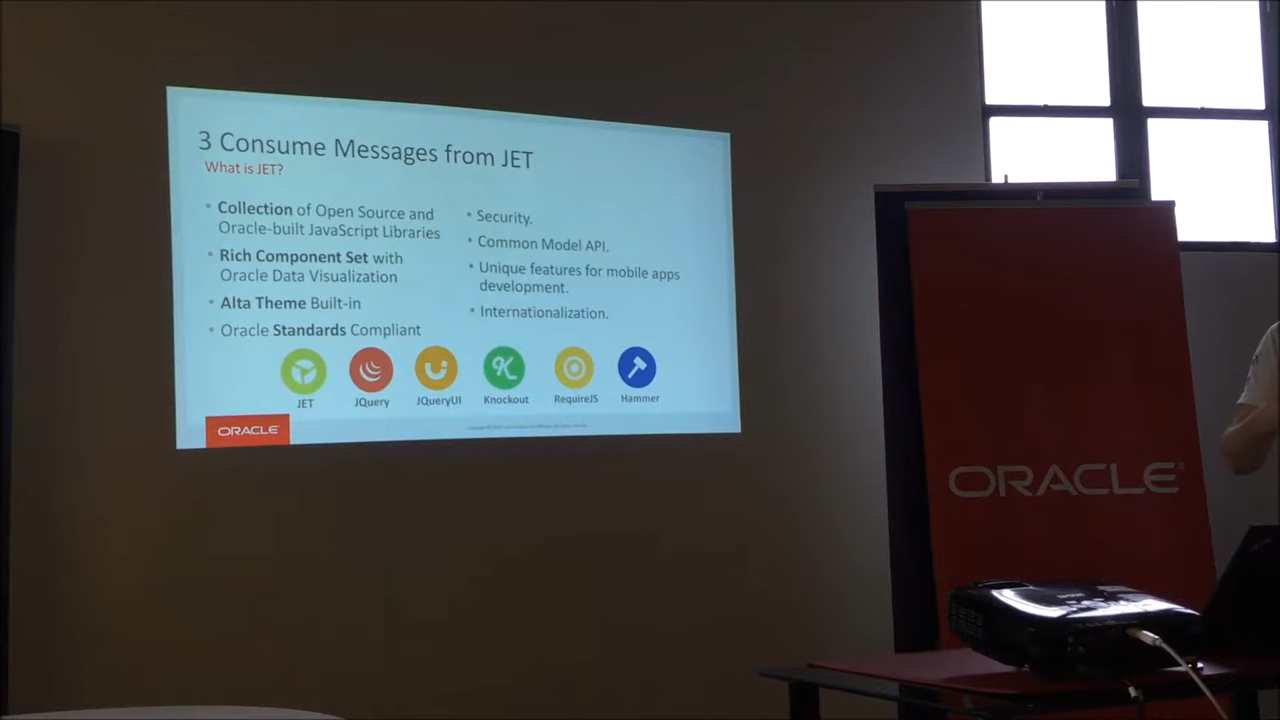 3 Consume Messages from JET
What is JET?
• Collection of Open Source and
Oracle-built JavaScript Libraries
• Rich Component Set with
Oracle Data Visualization
• Alta Theme Built-in
• Oracle Standards Compliant
• Security.
• Common Model API.
• Unique features for mobile apps
development.
• Internationalization.
JET
JQuery
JQueryUI
Knockout
RequireJS
Hammer
ORACLE
ORACLE
EPSON